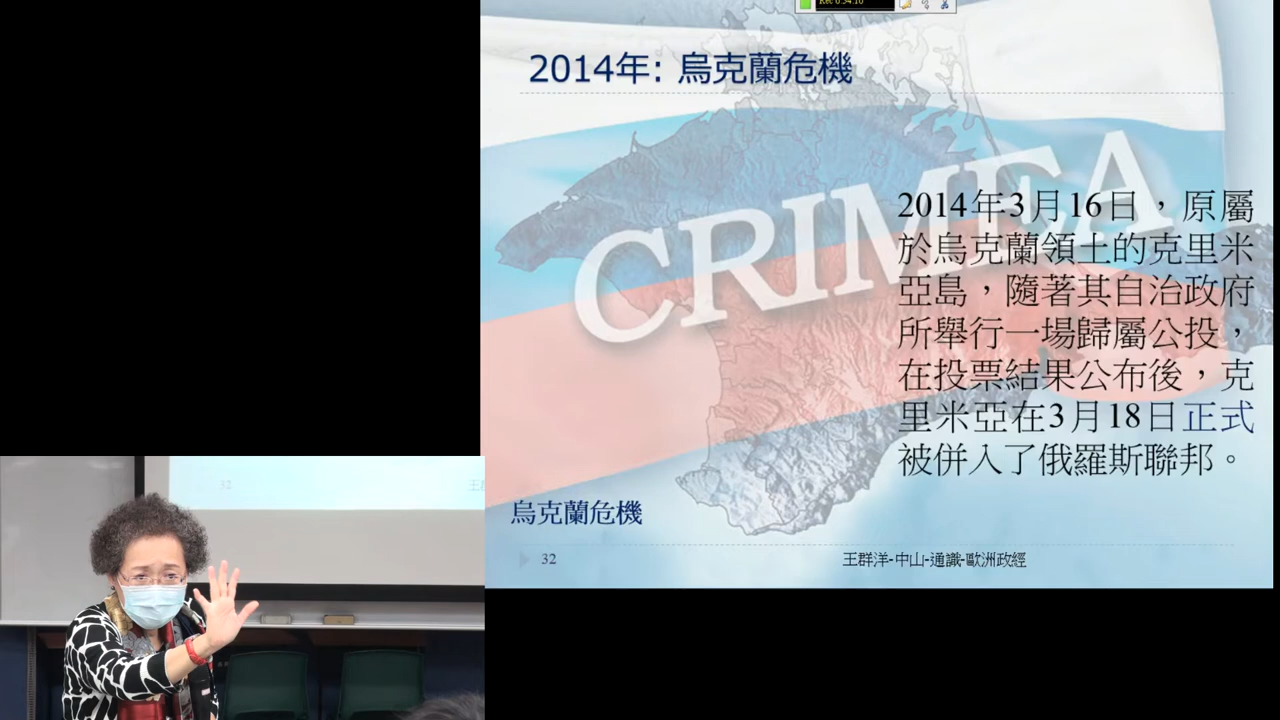 2014年: 烏克蘭危機
CRIMEA
2014年3月16日，原屬
於烏克蘭領土的克里米
亞島，隨著其自治政府
所舉行一場歸屬公投，
在投票結果公布後，克
里米亞在3月18日正式
被併入了俄羅斯聯邦。
烏克蘭危機
32
王群洋-中山-通識-歐洲政經
32